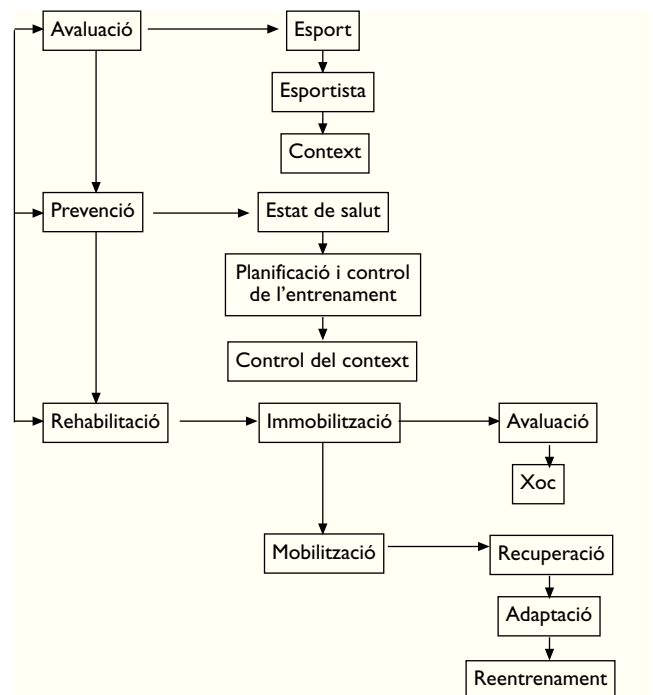 Avaluació
Esport
Esportista
Context
Prevenció
Estat de salut
Planificació i control
de l'entrenament
Control del context
Rehabilitació
Immobilització
Avaluació
Xoc
Mobilització
Recuperació
Adaptació
Reentrenament